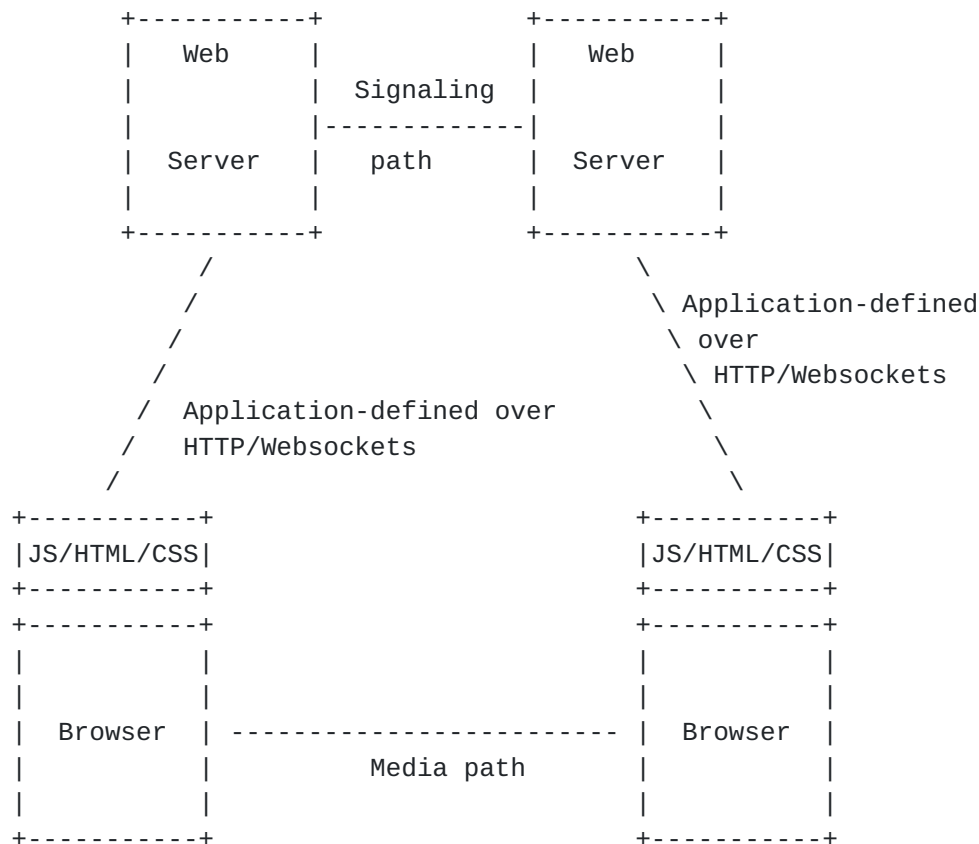 Web Web
Signaling
Server path Server
Application-defined
over
HTTP/Websockets
Application-defined over
HTTP/Websockets
JS/HTML/CSS JS/HTML/CSS
Browser Browser
Media path